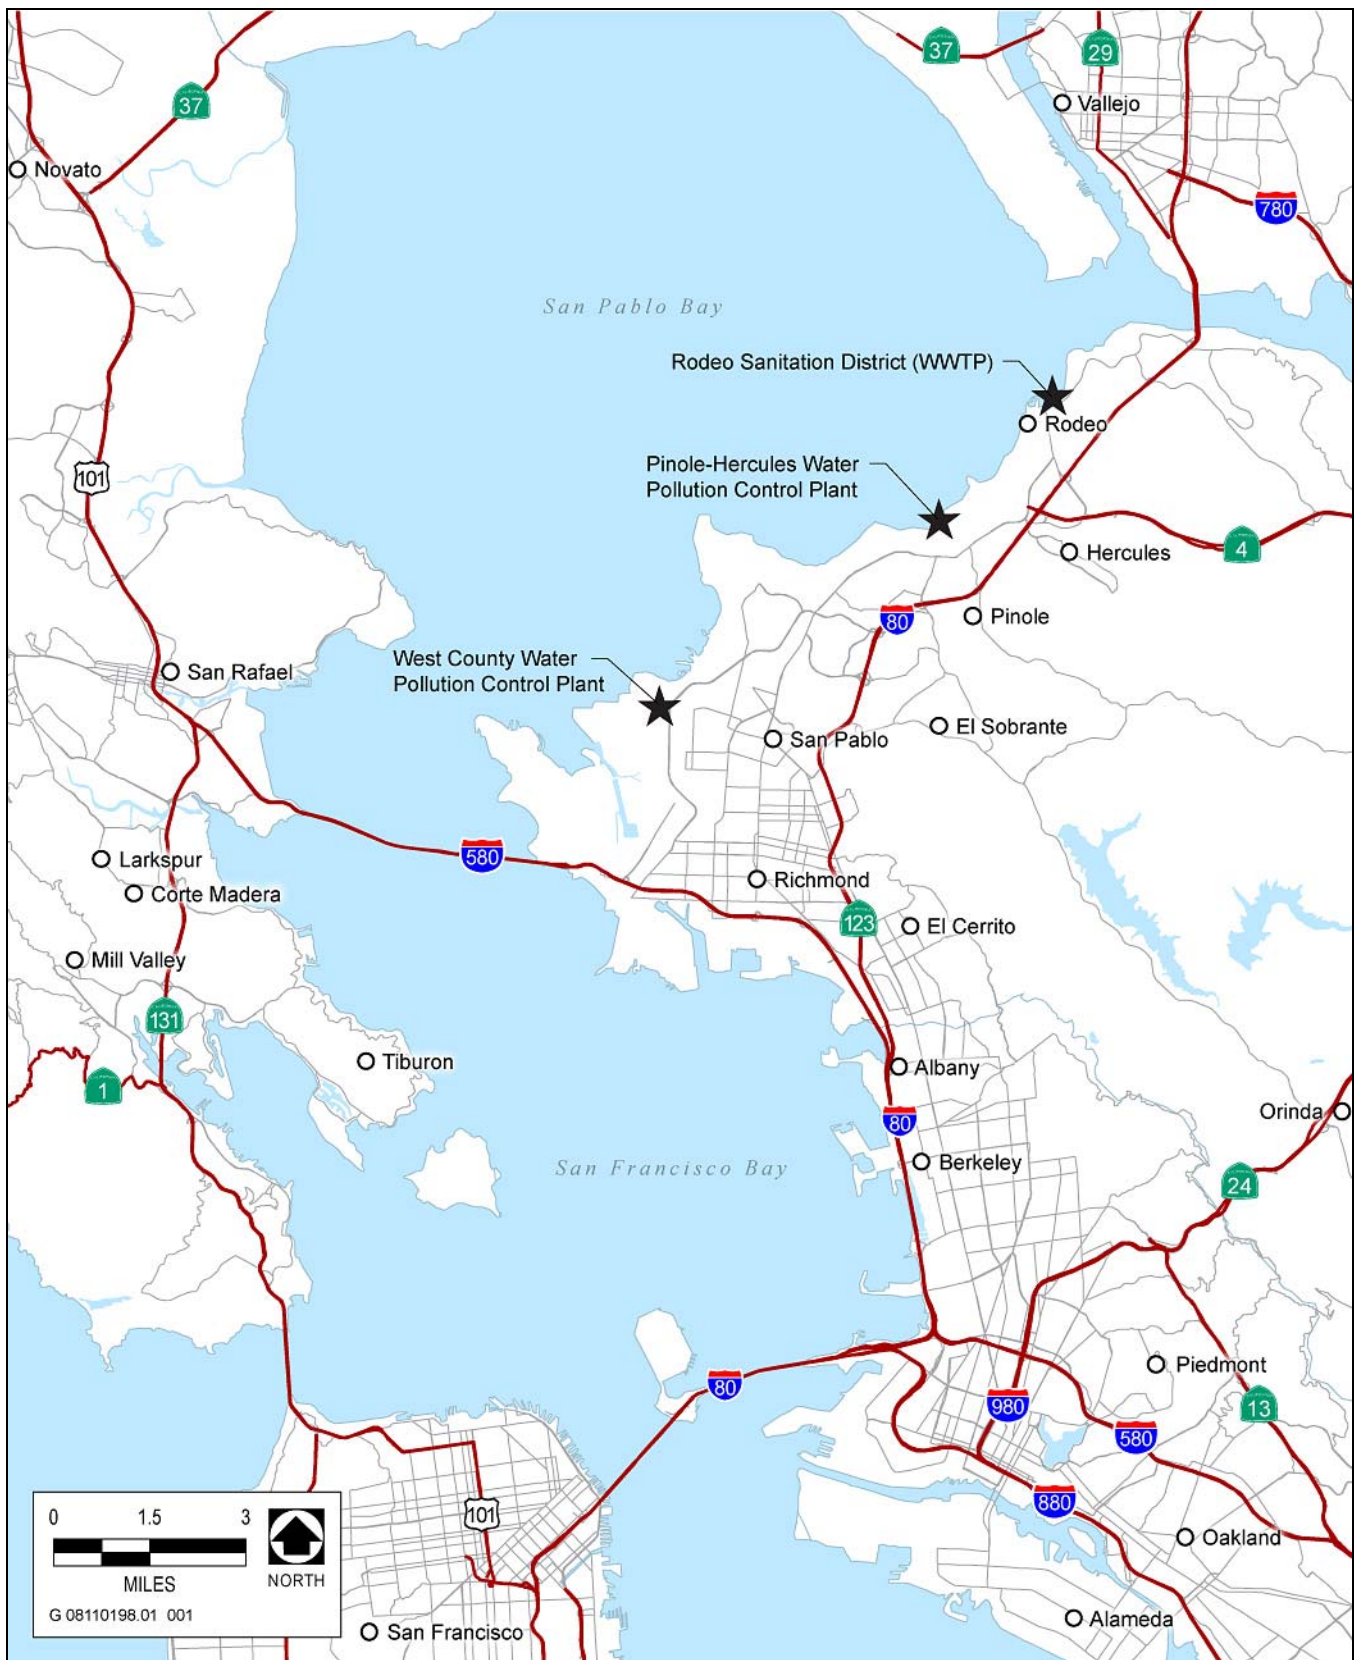 37
29
Vallejo
37
Novato
780
San Pablo Bay
Rodeo Sanitation District (WWTP)
Rodeo
Pinole-Hercules Water
Pollution Control Plant
101
4
Hercules
80
Pinole
West County Water
Pollution Control Plant
San Rafael
El Sobrante
San Pablo
580
Larkspur
Richmond
Corte Madera
123
El Cerrito
Mill Valley
131
Tiburon
Albany
1
Orinda
80
Berkeley
San Francisco Bay
24
Piedmont
80
980
13
580
880
101
0 1.5 3
MILES
NORTH
G 08110198.01 001
Oakland
Alameda
San Francisco